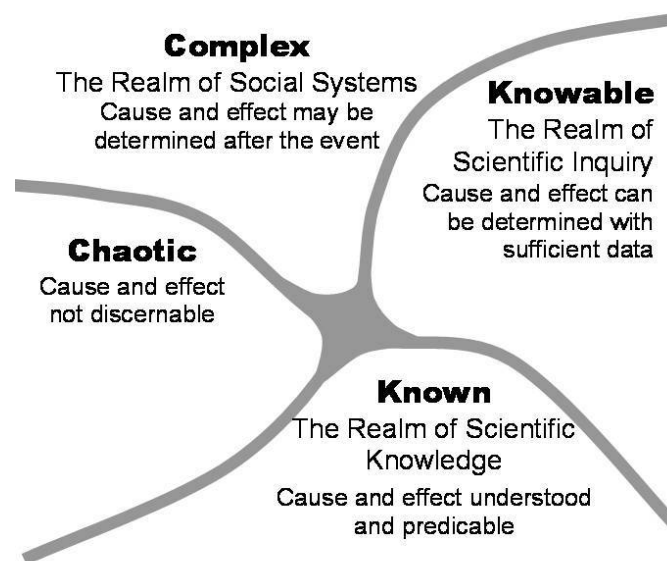 Complex
The Realm of Social Systems
Cause and effect may be
determined after the event
Knowable
The Realm of
Scientific Inquiry
Cause and effect can
be determined with
sufficient data
Chaotic
Cause and effect
not discernable
Known
The Realm of Scientific
Knowledge
Cause and effect understood
and predicable